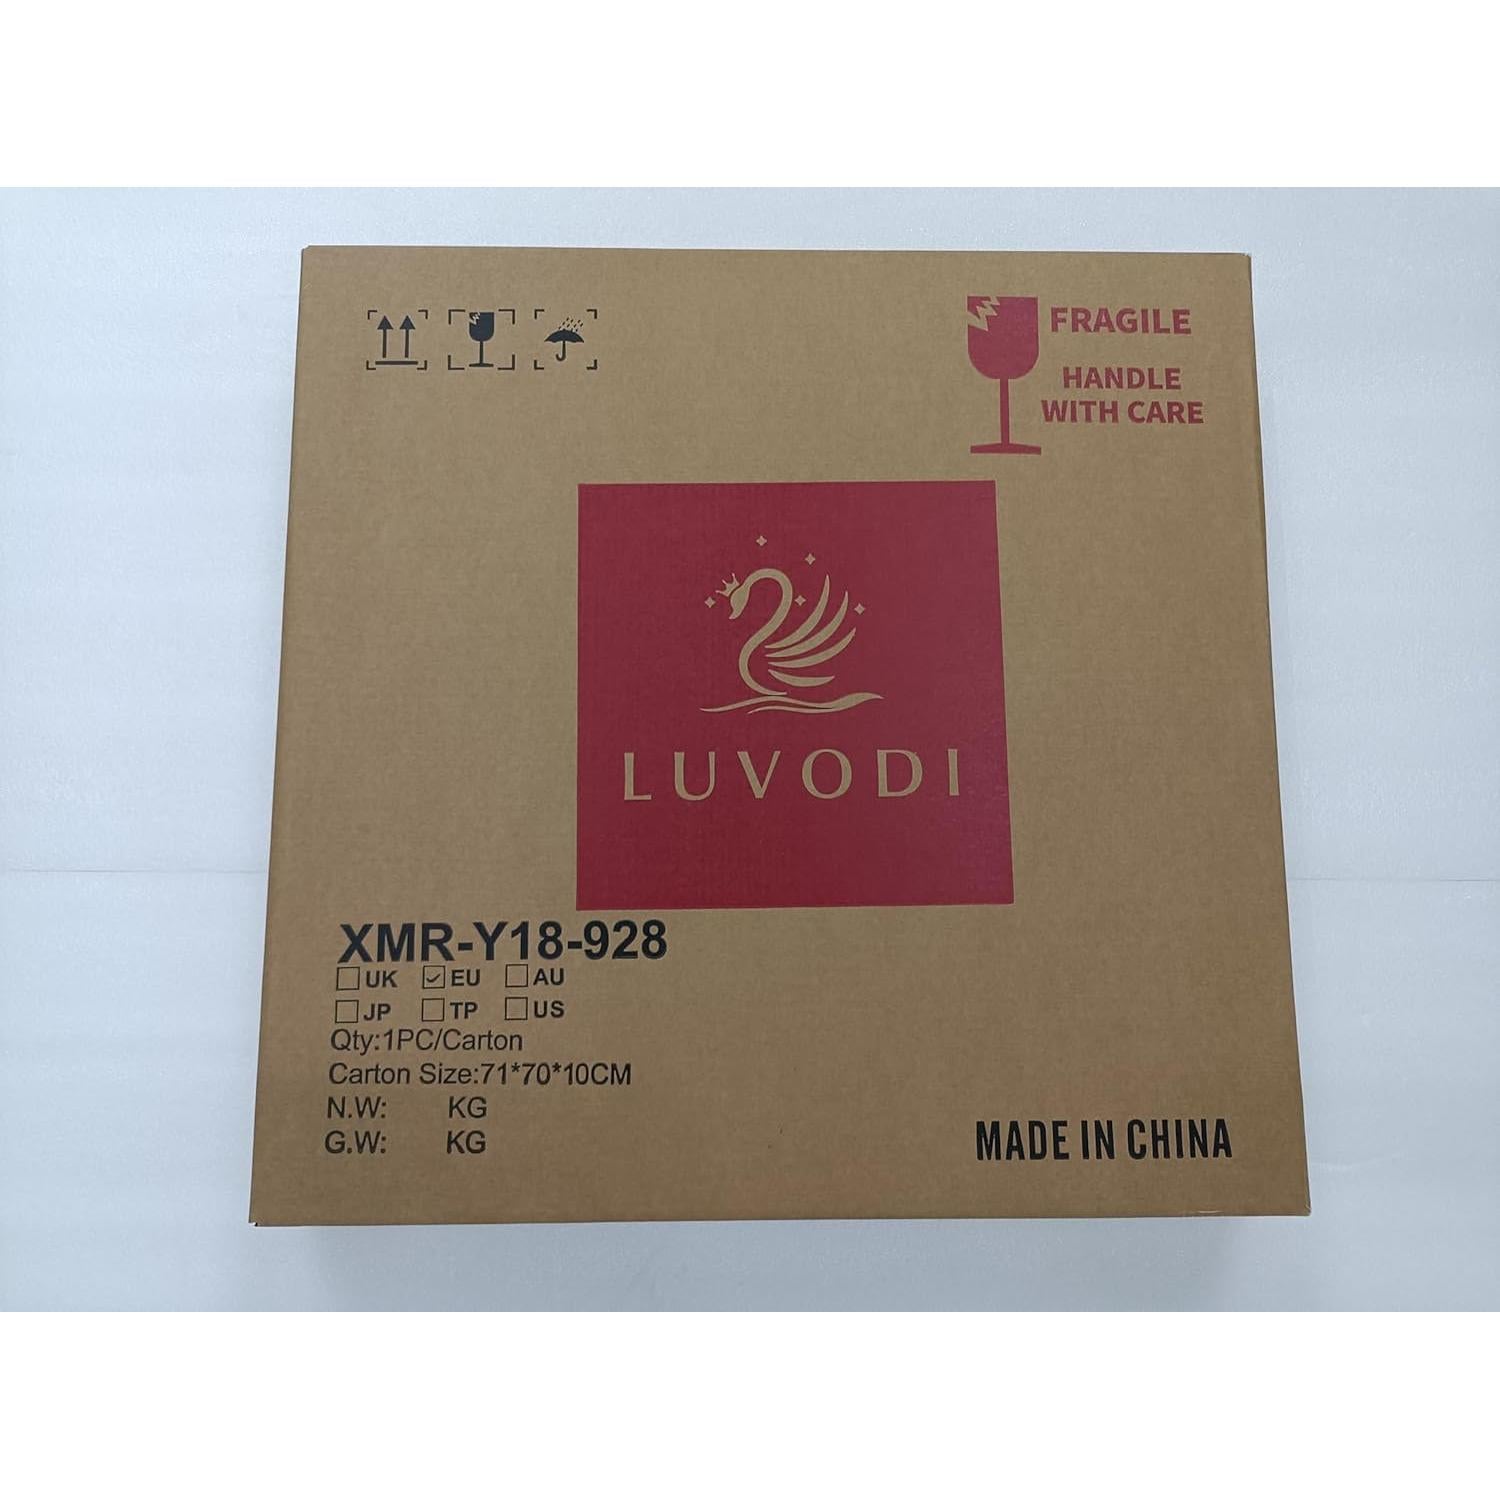 FRAGILE
HANDLE
WITH CARE
LUVODI
XMR-Y18-928
UK EU AU
JP TP US
Qty:1PC/Carton
Carton Size:71*70*10CM
N.W: KG
G.W: KG
MADE IN CHINA